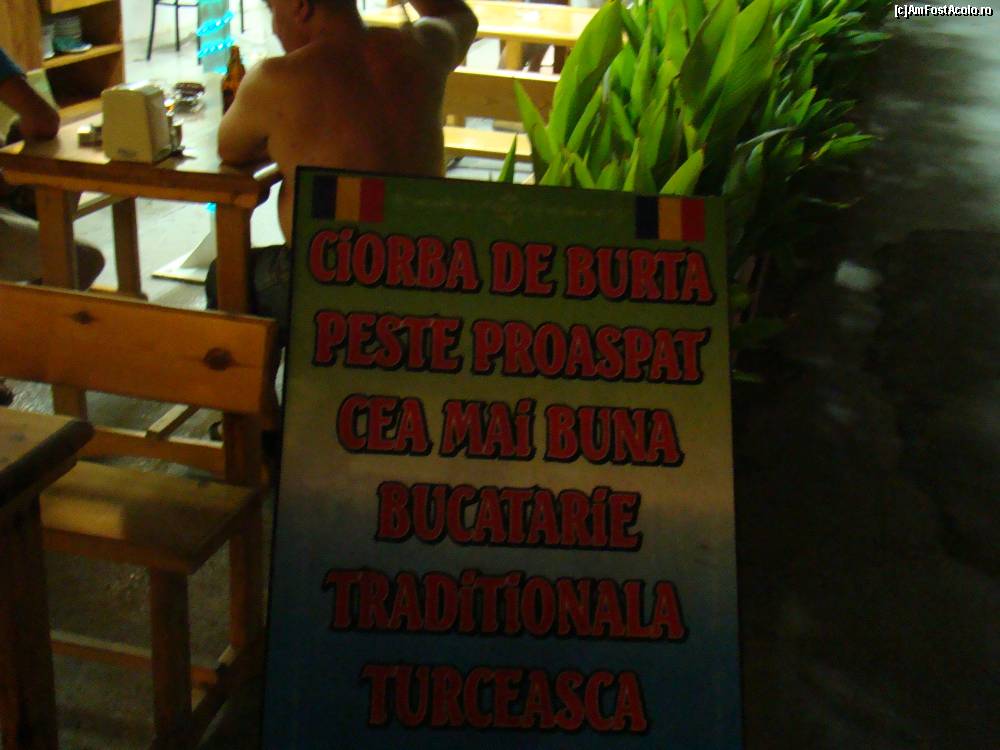 (c)AmFostAcolo.ro
CiORBA DE BURTA
PESTE PROASPAT
CEA MAi BUNA
BUCATARiE
TRADiTiONALA
TURCEASCA